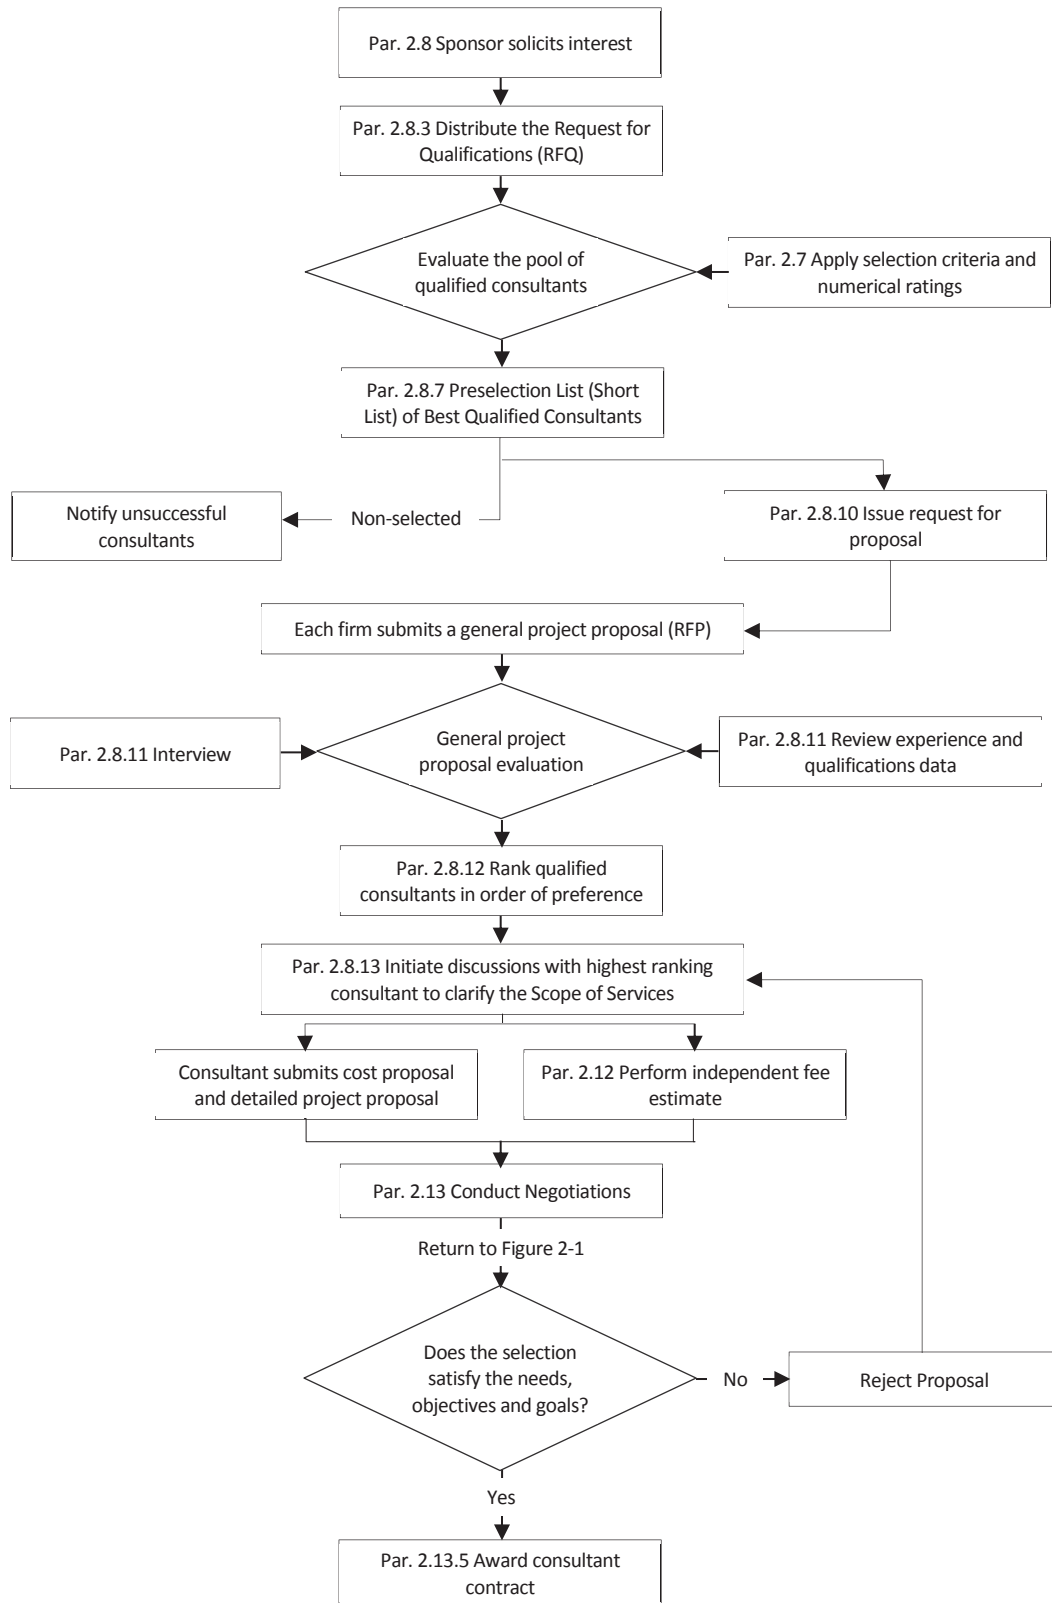 Par. 2.8 Sponsor solicits interest
Par. 2.8.3 Distribute the Request for
Qualifications (RFQ)
Evaluate the pool of
qualified consultants
Par. 2.7 Apply selection criteria and
numerical ratings
Par. 2.8.7 Preselection List (Short
List) of Best Qualified Consultants
Notify unsuccessful
consultants
Non-selected
Par. 2.8.10 Issue request for
proposal
Each firm submits a general project proposal (RFP)
Par. 2.8.11 Interview
General project
proposal evaluation
Par. 2.8.11 Review experience and
qualifications data
Par. 2.8.12 Rank qualified
consultants in order of preference
Par. 2.8.13 Initiate discussions with highest ranking
consultant to clarify the Scope of Services
Consultant submits cost proposal
and detailed project proposal
Par. 2.12 Perform independent fee
estimate
Par. 2.13 Conduct Negotiations
Return to Figure 2-1
Does the selection
satisfy the needs,
objectives and goals?
No
Reject Proposal
Yes
Par. 2.13.5 Award consultant
contract